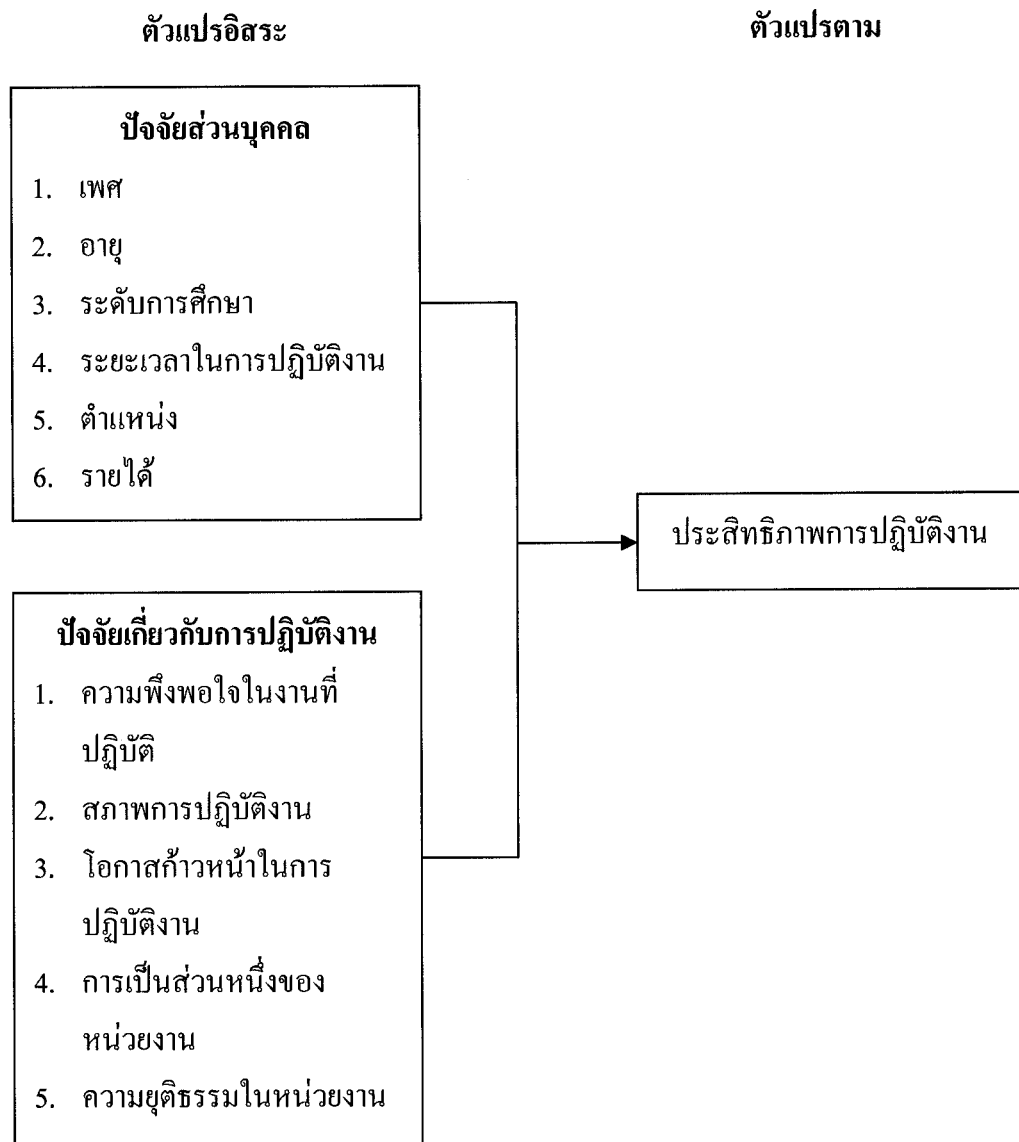 ตัวแปรอิสระ
ตัวแปรตาม
ปัจจัยส่วนบุคคล
1. เพศ
2. อายุ
3. ระดับการศึกษา
4. ระยะเวลาในการปฏิบัติงาน
5. ตำแหน่ง
6. รายได้
ประสิทธิภาพการปฏิบัติงาน
ปัจจัยเกี่ยวกับการปฏิบัติงาน
1. ความพึงพอใจในงานที่
ปฏิบัติ
2. สภาพการปฏิบัติงาน
3. โอกาสก้าวหน้าในการ
ปฏิบัติงาน
4. การเป็นส่วนหนึ่งของ
หน่วยงาน
5. ความยุติธรรมในหน่วยงาน